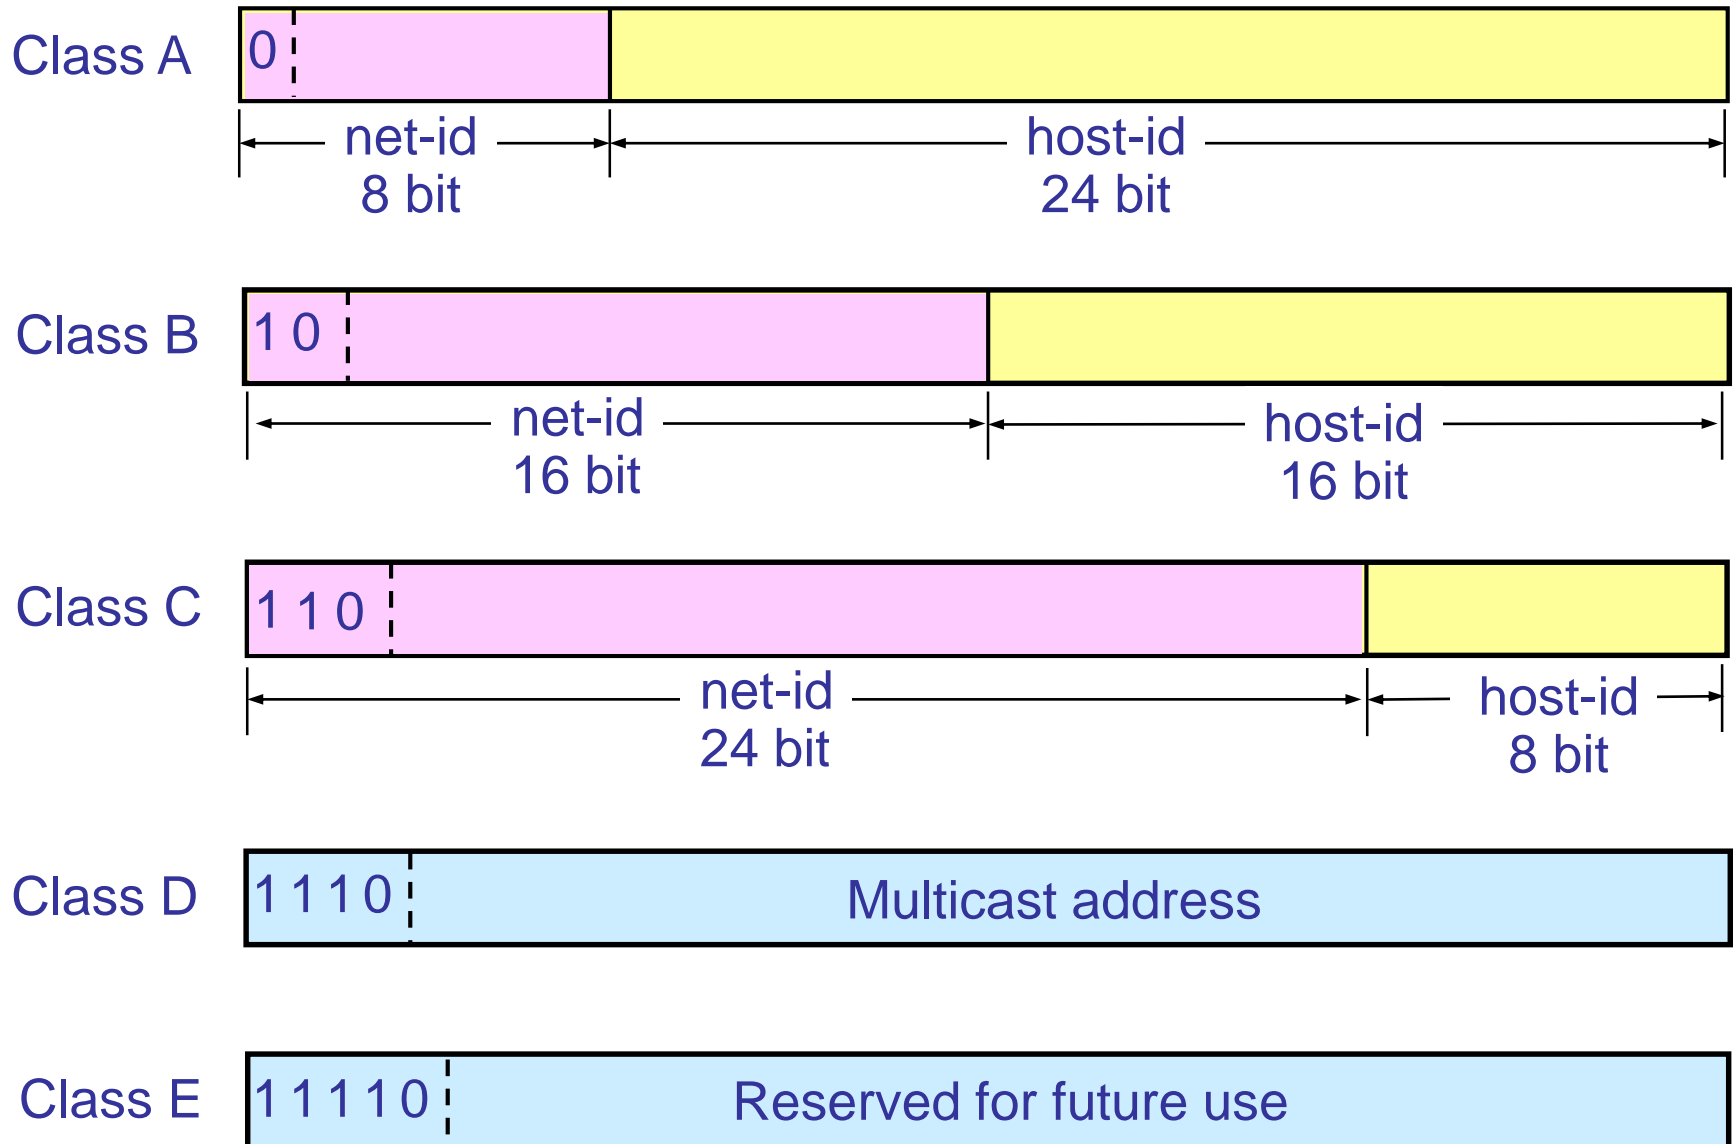 Class A
0
net-id
8 bit
host-id
24 bit
Class B
1 0
net-id
16 bit
host-id
16 bit
Class C
1 1 0
net-id
24 bit
host-id
8 bit
Class D
1 1 1 0
Multicast address
Class E
1 1 1 1 0
Reserved for future use